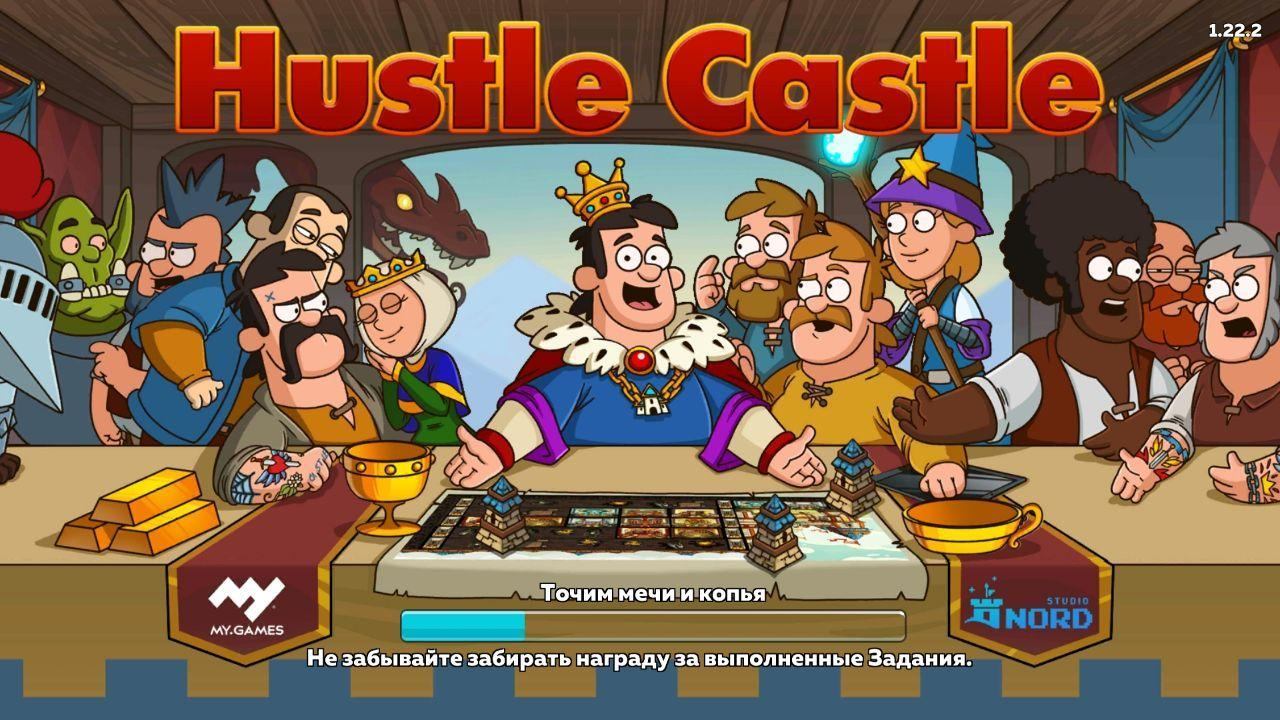 1.22.2
Hustle Castle
Точим мечи и копья
MY.GAMES
STUDIO
NORD
Не забывайте забирать награду за выполненные Задания.